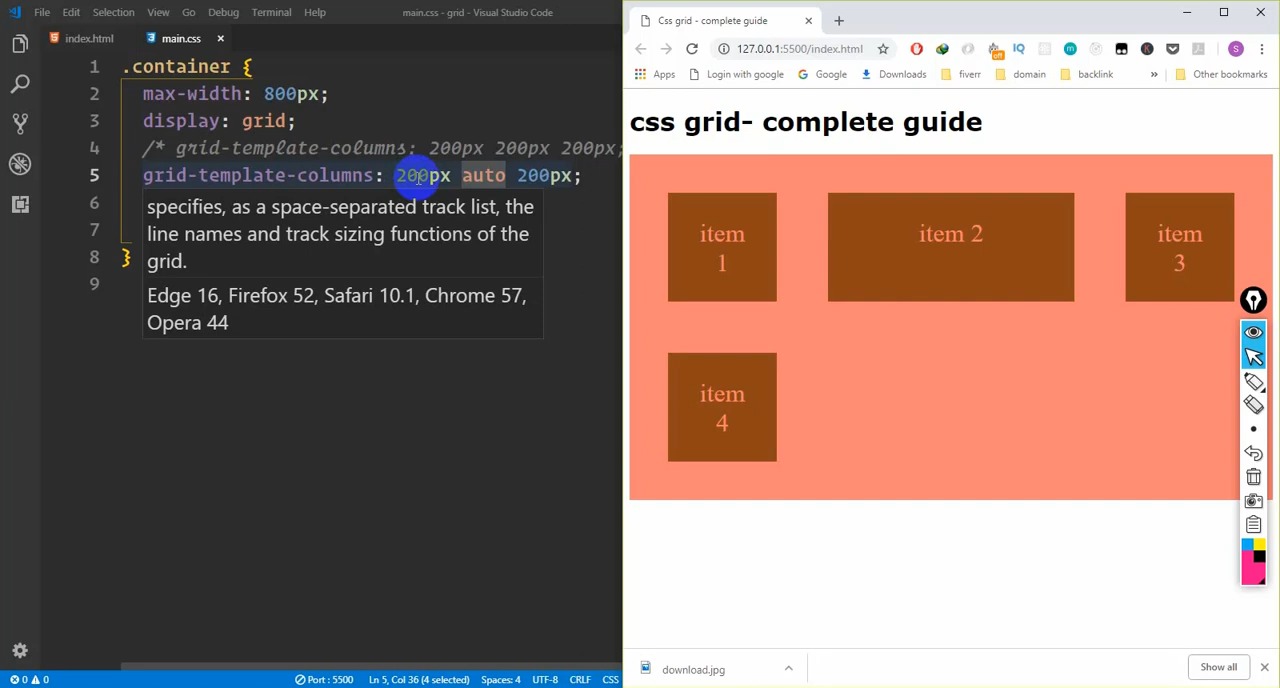 File Edit Selection View Go Debug Terminal Help main.css - grid - Visual Studio Code
index.html main.css
1 .container {
2 max-width: 800px;
3 display: grid;
4 /* grid-template-columns: 200px 200px 200px;
5 grid-template-columns: 200px auto 200px;
6
7
8 }
9
specifies, as a space-separated track list, the
line names and track sizing functions of the
grid.
Edge 16, Firefox 52, Safari 10.1, Chrome 57,
Opera 44
0 0 Port : 5500 Ln 5, Col 36 (4 selected) Spaces: 4 UTF-8 CRLF CSS
Css grid - complete guide
127.0.0.1:5500/index.html
off IQ m K S
Apps Login with google Google Downloads fiverr domain backlink » Other bookmarks
css grid- complete guide
item
1
item 2
item
3
item
4
download.jpg Show all